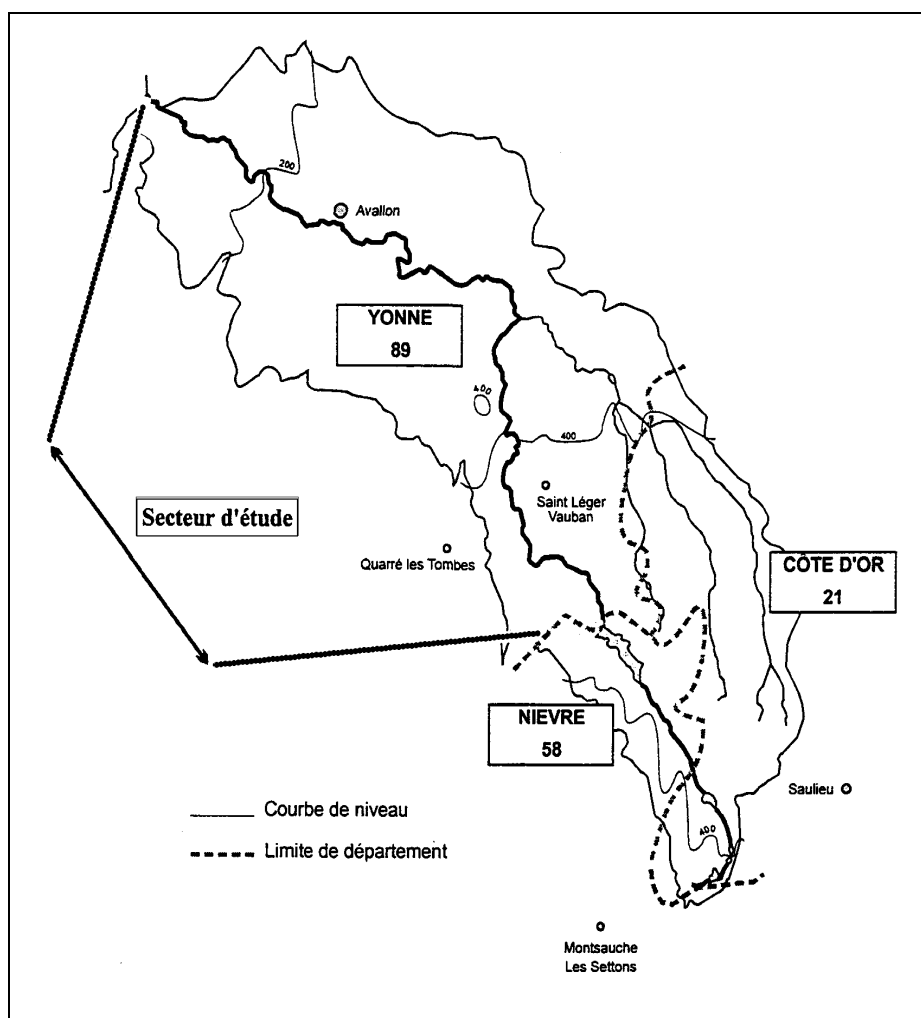 200
Avallon
YONNE
89
400
400
Saint Léger
Vauban
Secteur d'étude
Quarré les Tombes
CÔTE D'OR
21
NIEVRE
58
Saulieu
Courbe de niveau
400
Limite de département
Montsauche
Les Settons